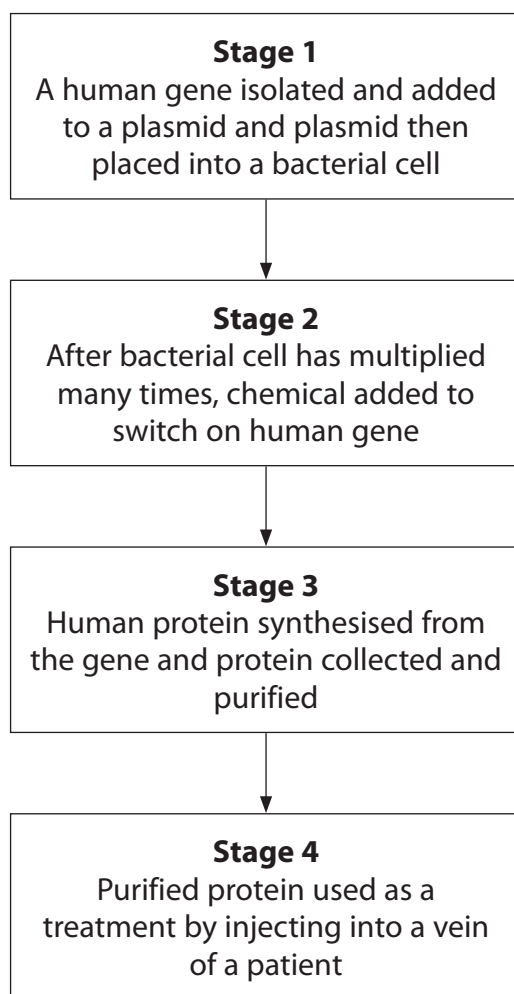 Stage 1
A human gene isolated and added
to a plasmid and plasmid then
placed into a bacterial cell
Stage 2
After bacterial cell has multiplied
many times, chemical added to
switch on human gene
Stage 3
Human protein synthesised from
the gene and protein collected and
purified
Stage 4
Purified protein used as a
treatment by injecting into a vein
of a patient